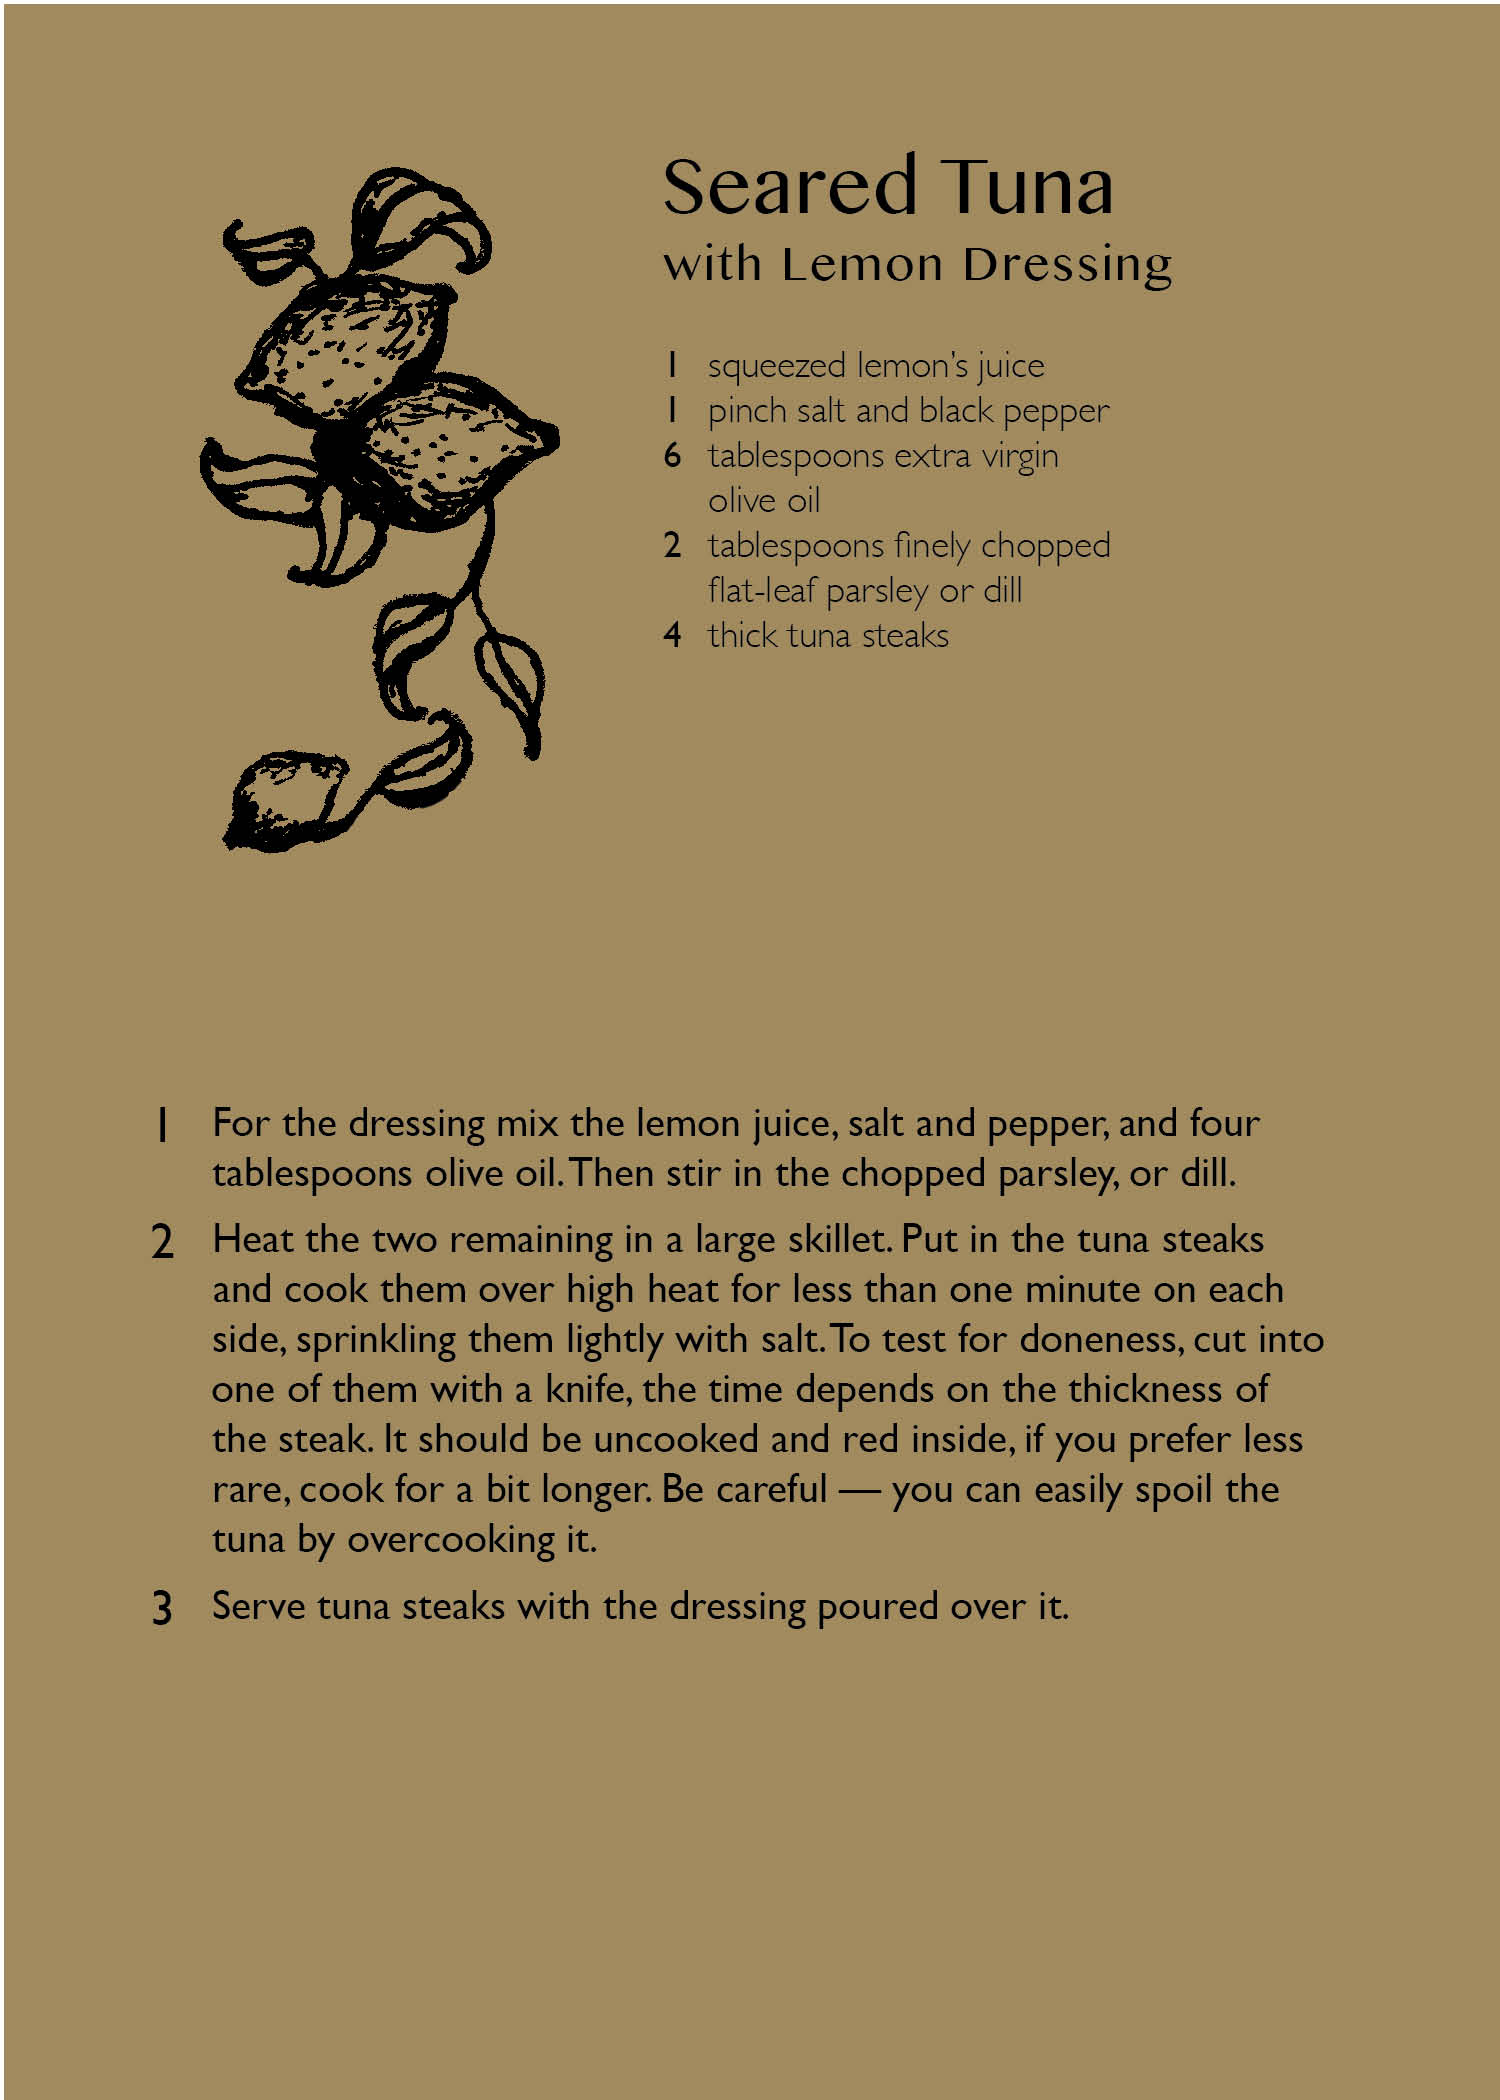 Seared Tuna
with Lemon Dressing
1 squeezed lemon’s juice
1 pinch salt and black pepper
6 tablespoons extra virgin
olive oil
2 tablespoons finely chopped
flat-leaf parsley or dill
4 thick tuna steaks
1 For the dressing mix the lemon juice, salt and pepper, and four
tablespoons olive oil. Then stir in the chopped parsley, or dill.
2 Heat the two remaining in a large skillet. Put in the tuna steaks
and cook them over high heat for less than one minute on each
side, sprinkling them lightly with salt. To test for doneness, cut into
one of them with a knife, the time depends on the thickness of
the steak. It should be uncooked and red inside, if you prefer less
rare, cook for a bit longer. Be careful — you can easily spoil the
tuna by overcooking it.
3 Serve tuna steaks with the dressing poured over it.